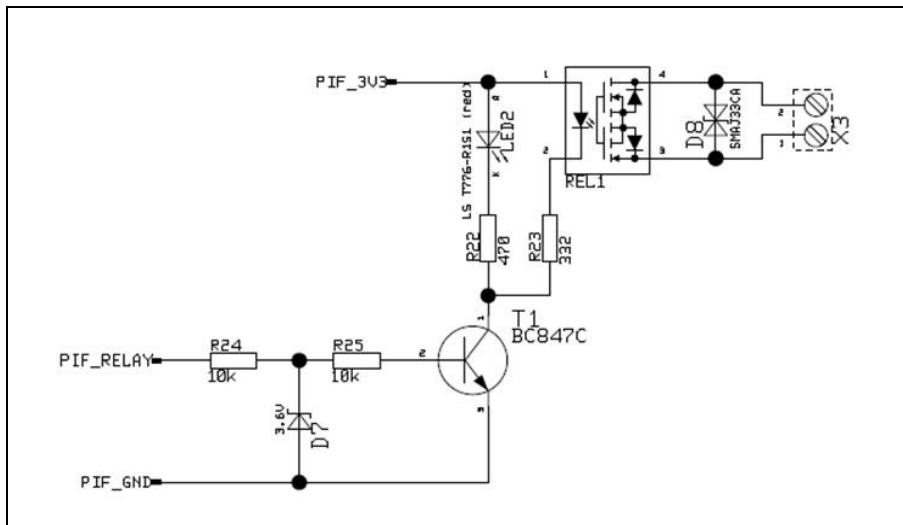 PIF_3V3
LS T776-R1S1 (red)
A
LED2
K
1
2
4
3
REL1
D8
SMAJ33CA
2
1
X3
R22
470
R23
332
T1
BC847C
1
2
3
PIF_RELAY
R24
10k
R25
10k
3.6V
D7
PIF_GND